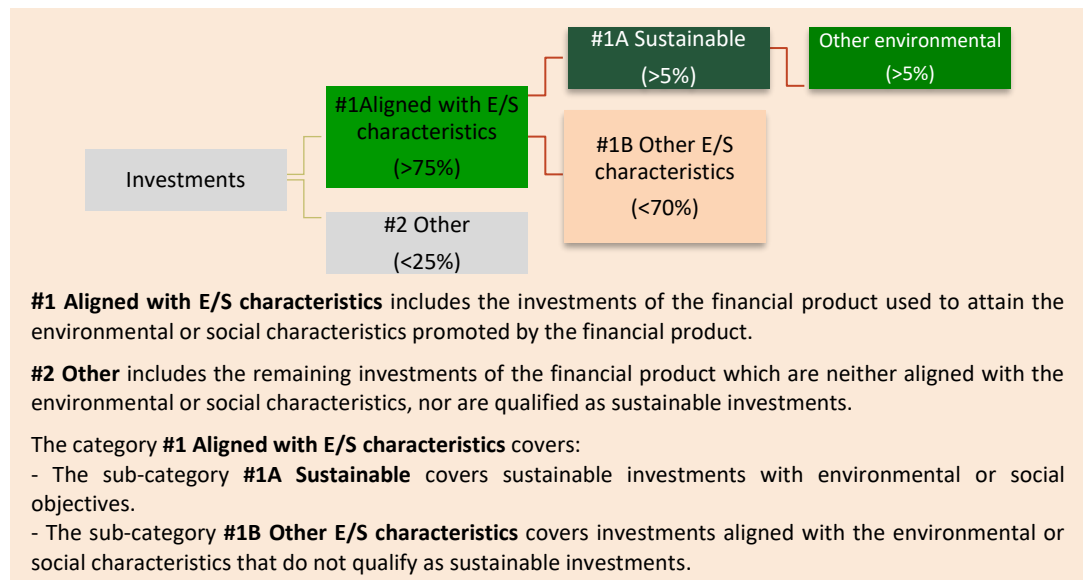 #1A Sustainable
(>5%)
Other environmental
(>5%)
#1Aligned with E/S
characteristics
(>75%)
#1B Other E/S
characteristics
(<70%)
Investments
#2 Other
(<25%)
#1 Aligned with E/S characteristics includes the investments of the financial product used to attain the
environmental or social characteristics promoted by the financial product.
#2 Other includes the remaining investments of the financial product which are neither aligned with the
environmental or social characteristics, nor are qualified as sustainable investments.
The category #1 Aligned with E/S characteristics covers:
- The sub-category #1A Sustainable covers sustainable investments with environmental or social
objectives.
- The sub-category #1B Other E/S characteristics covers investments aligned with the environmental or
social characteristics that do not qualify as sustainable investments.